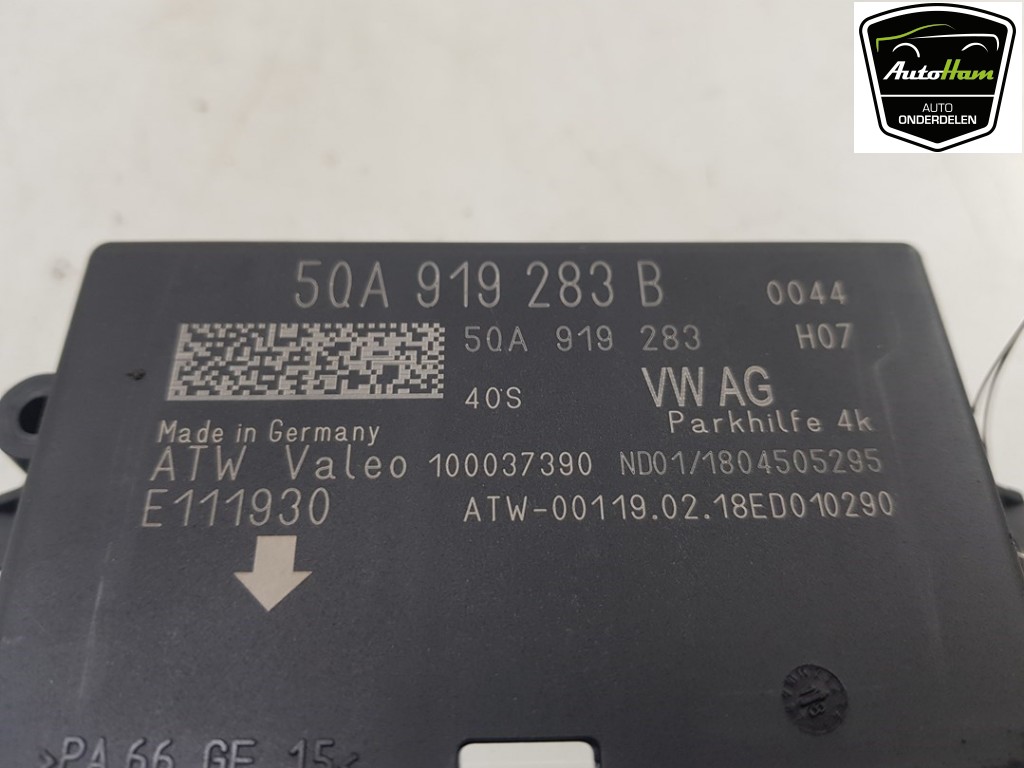 AutoHam
AUTO
ONDERDELEN
5QA 919 283 B 0044
5QA 919 283 H07
40'S VW AG
Parkhilfe 4k
Made in Germany
ATW Valeo 100037390 ND01/1804505295
E111930 ATW-00119.02.18ED010290
>PA 66 GF 15<